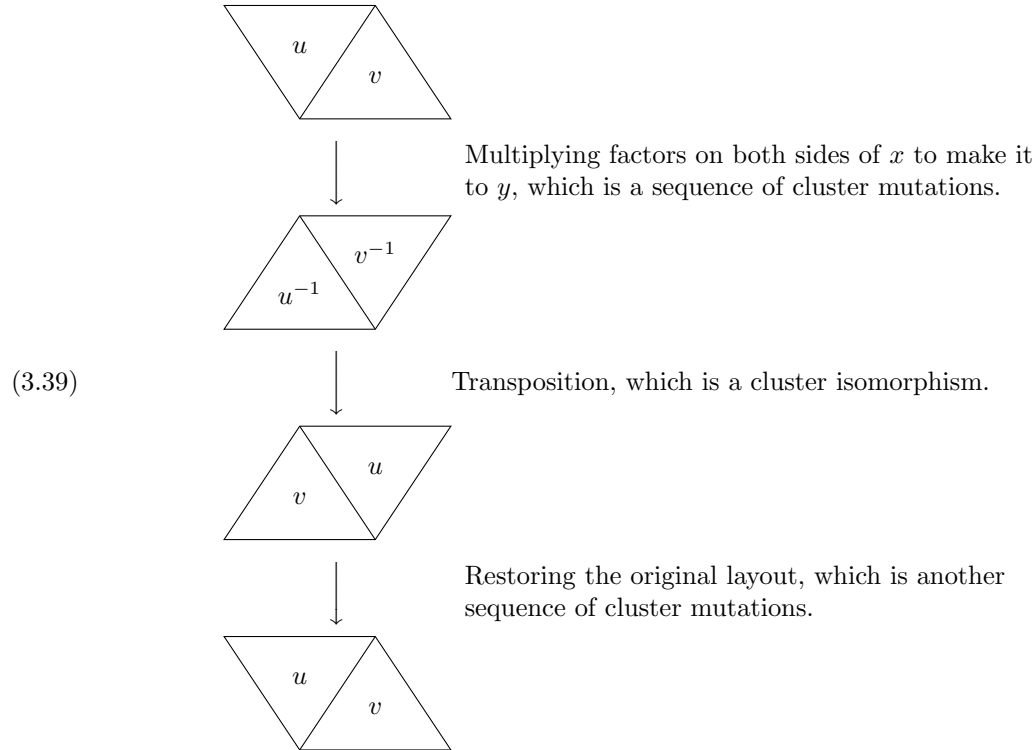 u
v
Multiplying factors on both sides of x to make it
to y, which is a sequence of cluster mutations.
v⁻¹
u⁻¹
(3.39)
Transposition, which is a cluster isomorphism.
u
v
Restoring the original layout, which is another
sequence of cluster mutations.
u
v